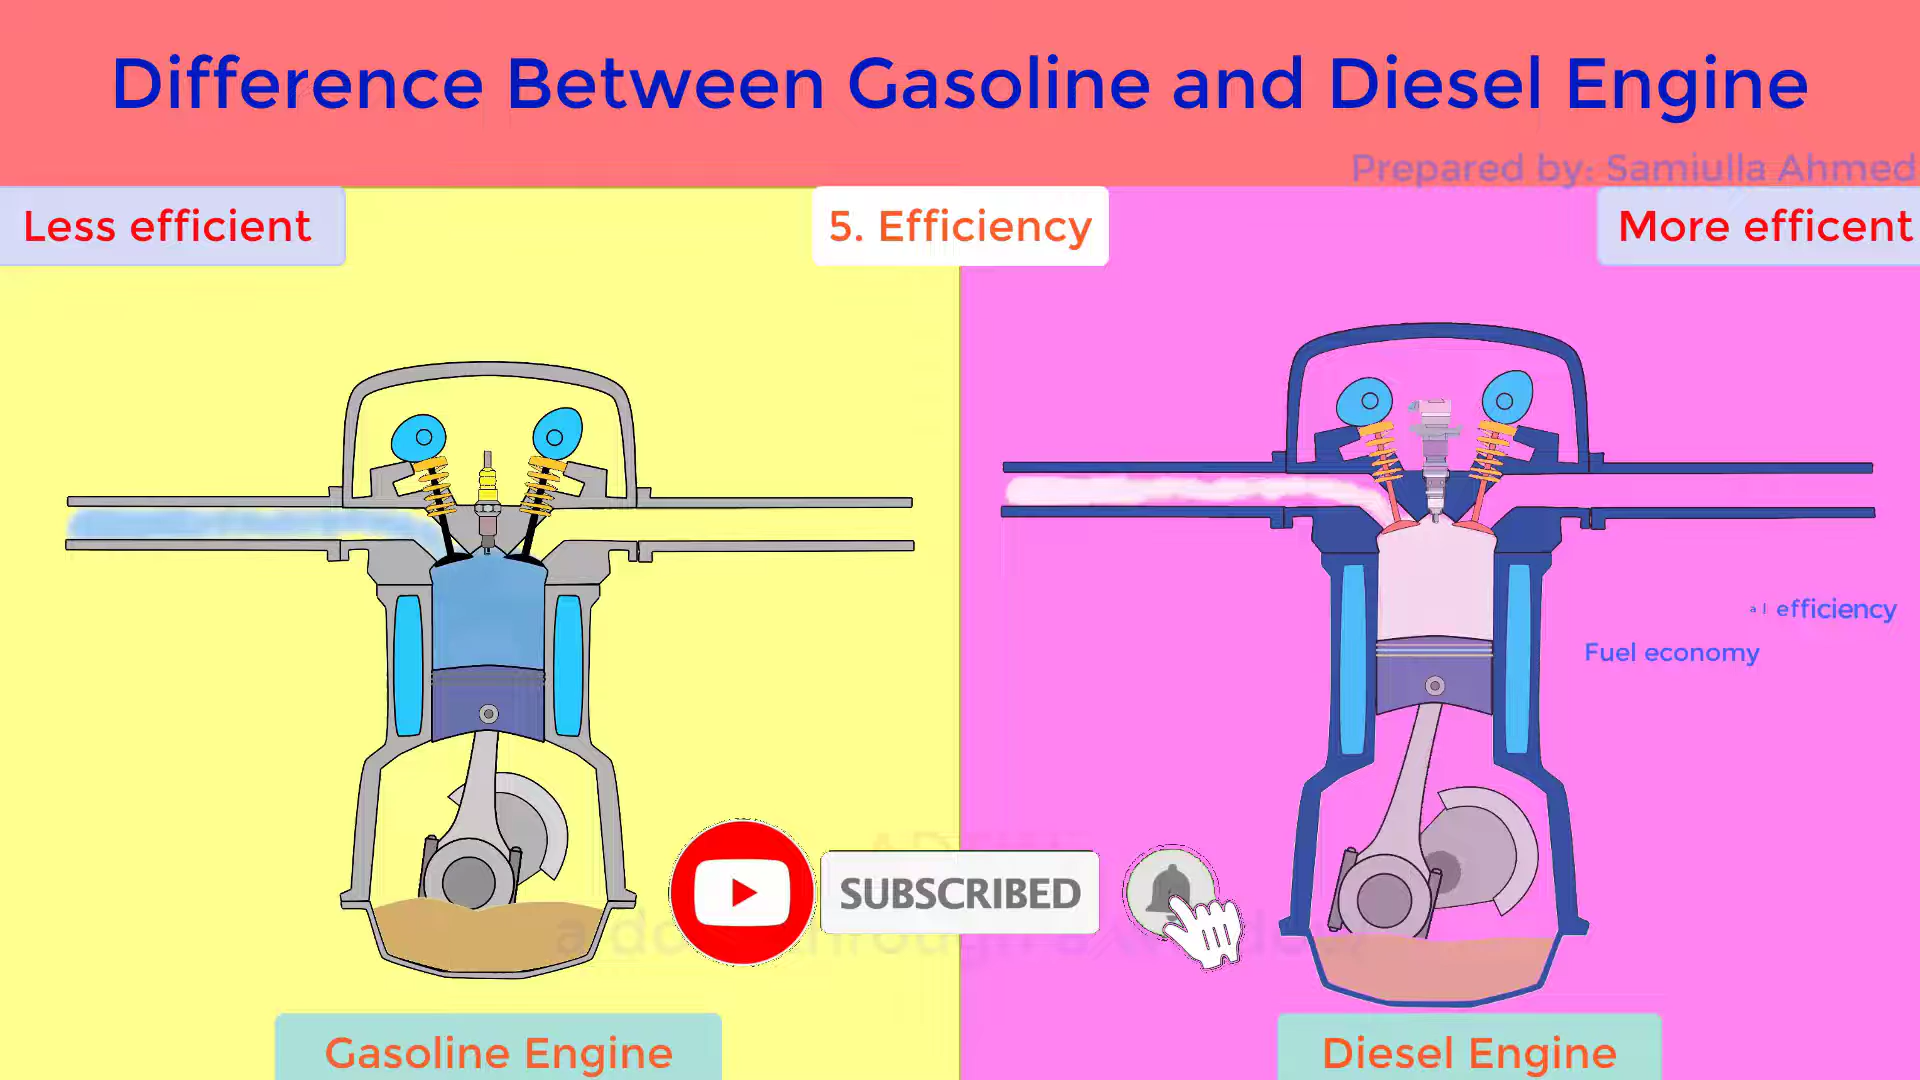 Difference Between Gasoline and Diesel Engine
Prepared by: Samiulla Ahmed
Less efficient
5. Efficiency
More efficent
al efficiency
Fuel economy
SUBSCRIBED
Gasoline Engine
Diesel Engine